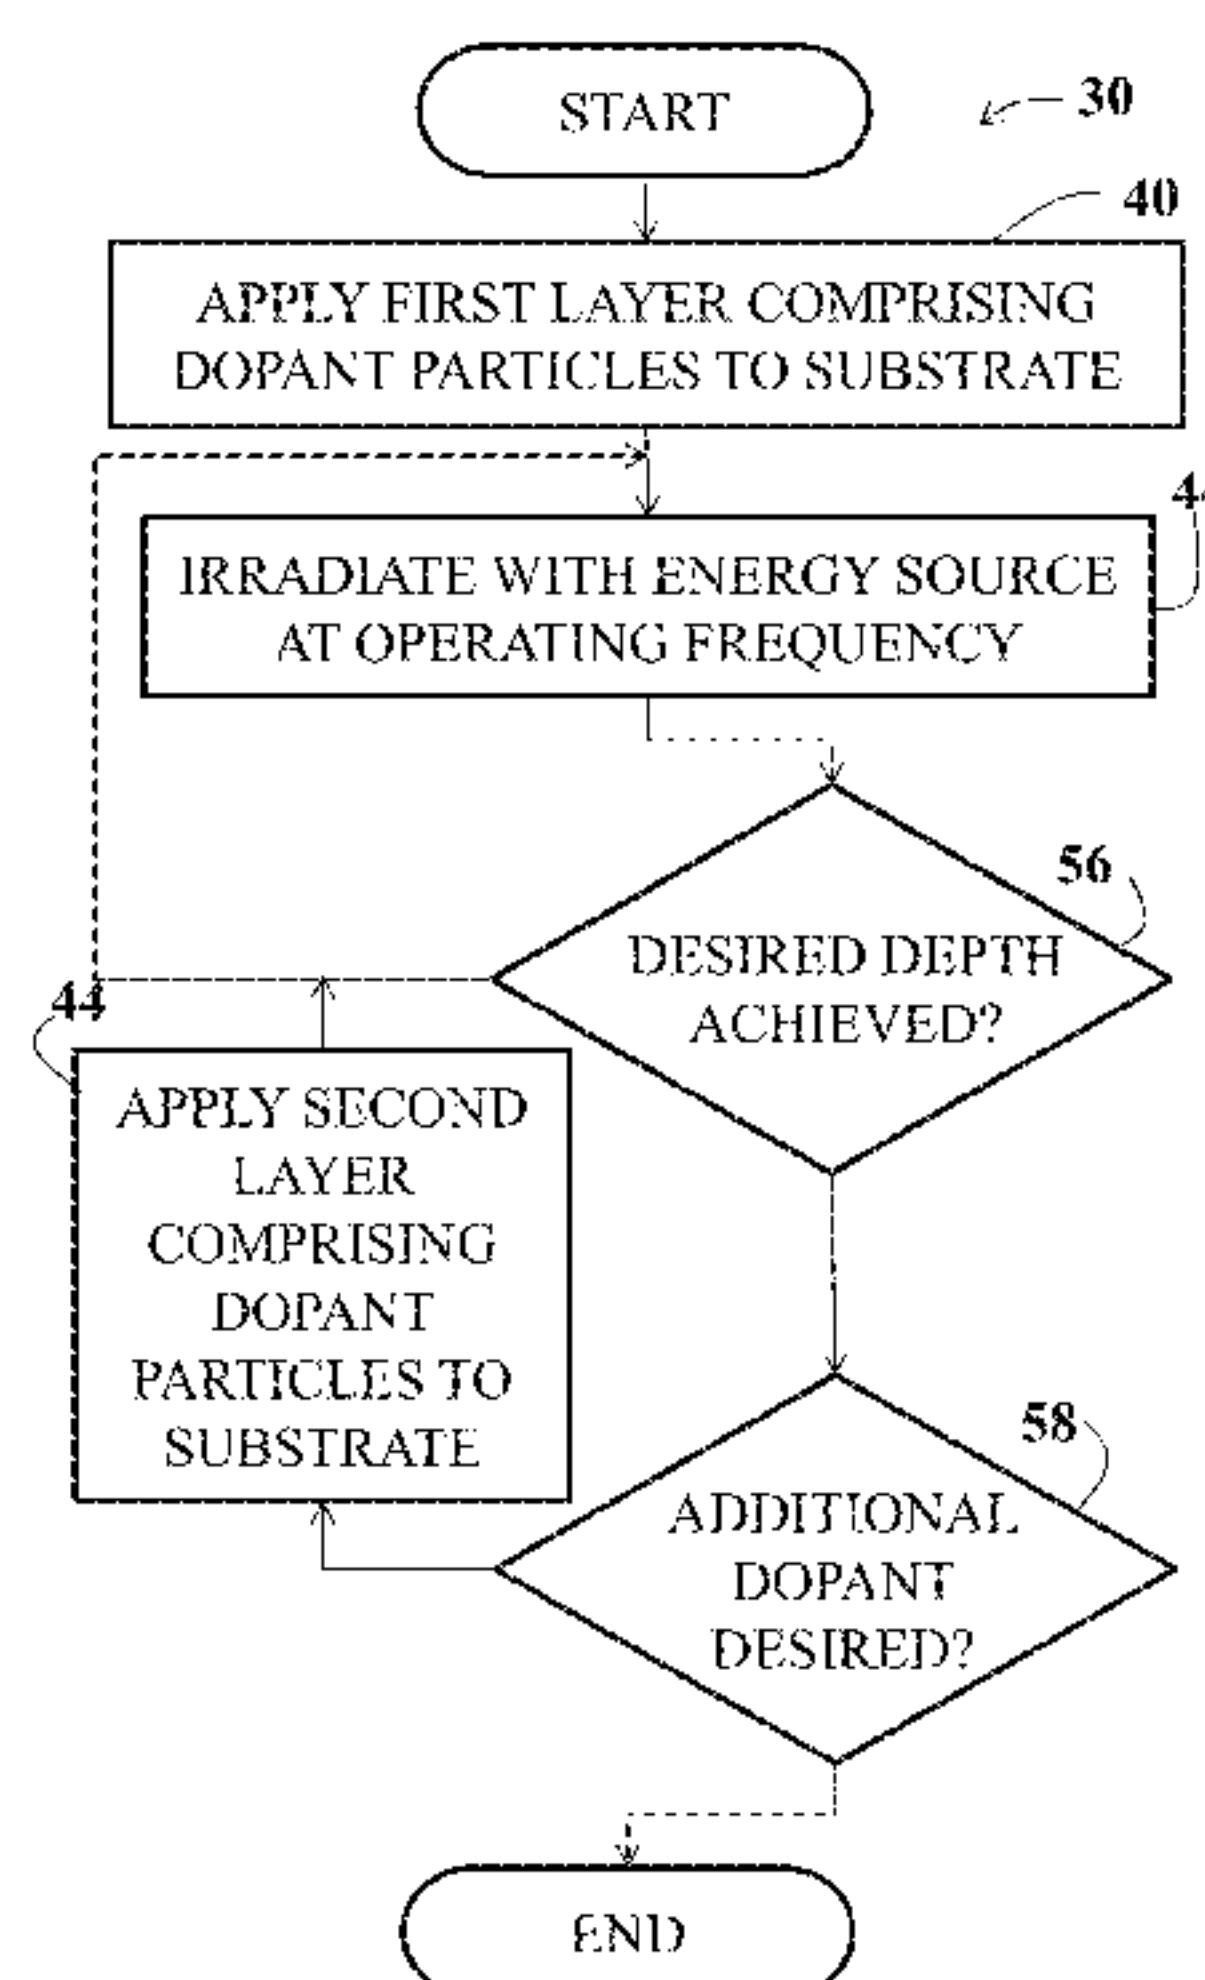 START
30
40
APPLY FIRST LAYER COMPRISING
DOPANT PARTICLES TO SUBSTRATE
IRRADIATE WITH ENERGY SOURCE
AT OPERATING FREQUENCY
56
DESIRED DEPTH
ACHIEVED?
44
APPLY SECOND
LAYER
COMPRISING
DOPANT
PARTICLES TO
SUBSTRATE
58
ADDITIONAL
DOPANT
DESIRED?
END